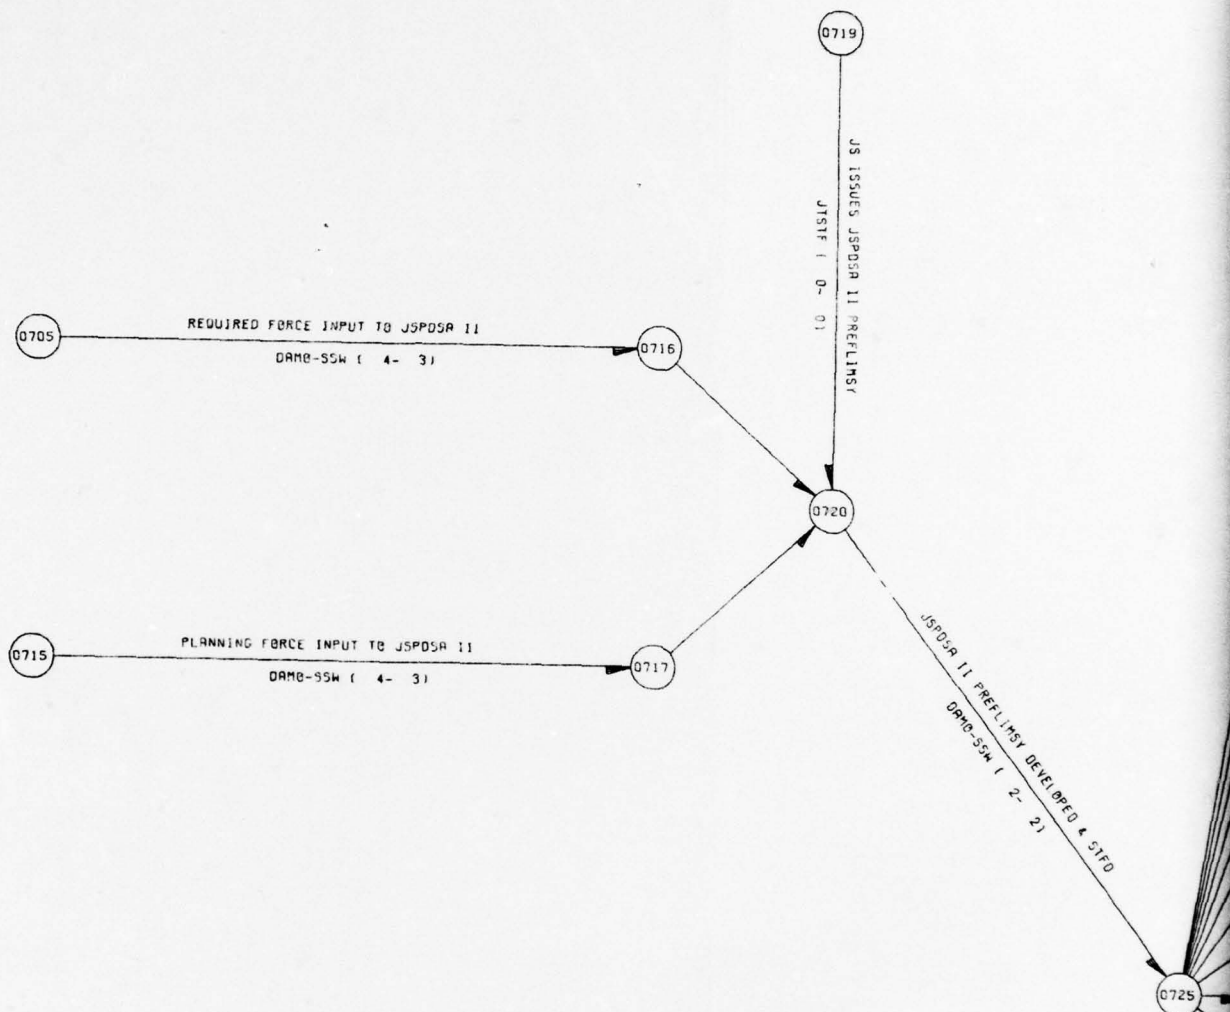 0719
JS ISSUES JSPDSA II PREFLIMSY
JTSTF ( 0- 0)
0705
REQUIRED FORCE INPUT TO JSPDSA II
DAMO-SSW ( 4- 3)
0716
0720
0715
PLANNING FORCE INPUT TO JSPDSA II
DAMO-SSW ( 4- 3)
0717
JSPDSA II PREFLIMSY DEVELOPED & STFD
DAMO-SSW ( 2- 2)
0725